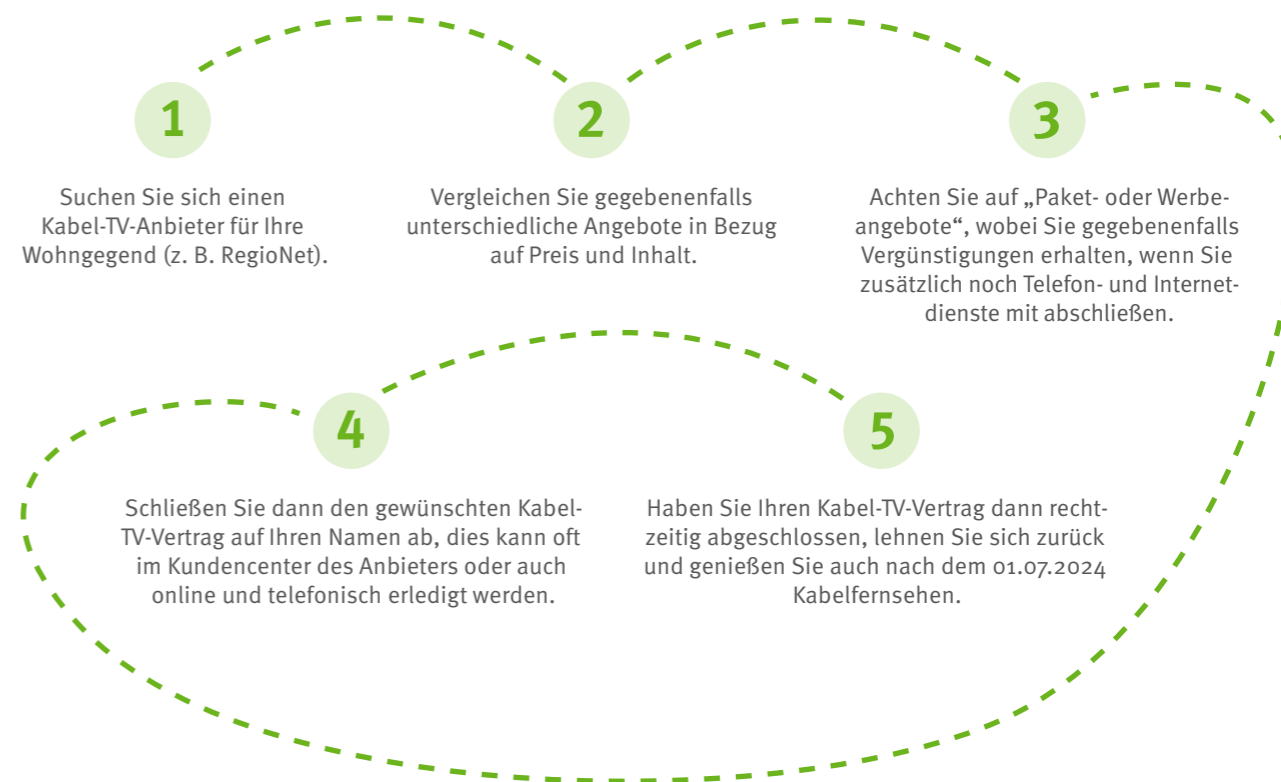 1
Suchen Sie sich einen
Kabel-TV-Anbieter für Ihre
Wohngegend (z. B. RegioNet).
2
Vergleichen Sie gegebenenfalls
unterschiedliche Angebote in Bezug
auf Preis und Inhalt.
3
Achten Sie auf „Paket- oder Werbe-
angebote“, wobei Sie gegebenenfalls
Vergünstigungen erhalten, wenn Sie
zusätzlich noch Telefon- und Internet-
dienste mit abschließen.
4
Schließen Sie dann den gewünschten Kabel-
TV-Vertrag auf Ihren Namen ab, dies kann oft
im Kundencenter des Anbieters oder auch
online und telefonisch erledigt werden.
5
Haben Sie Ihren Kabel-TV-Vertrag dann recht-
zeitig abgeschlossen, lehnen Sie sich zurück
und genießen Sie auch nach dem 01.07.2024
Kabelfernsehen.